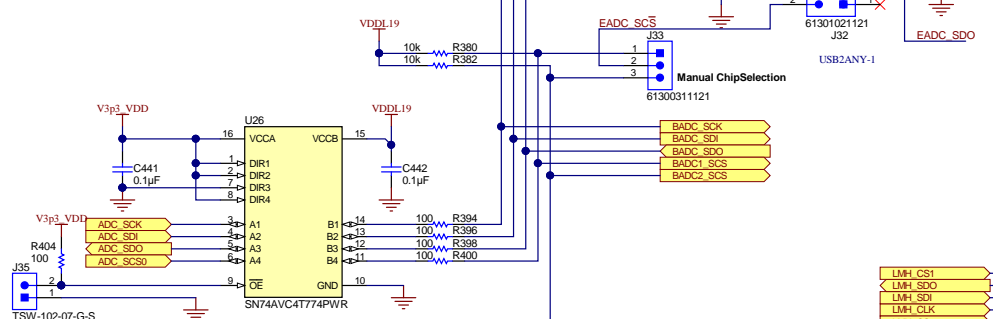 2
1
61301021121
J32
USB2ANY-1
EADC_SDO
EADC_SCS
VDDL19
10k
R380
10k
R382
J33
1
2
3
Manual ChipSelection
61300311121
V3p3_VDD
VDDL19
U26
16
VCCA
VCCB
15
C441
0.1µF
C442
0.1µF
1
DIR1
2
DIR2
7
DIR3
8
DIR4
BADC_SCK
BADC_SDI
BADC_SDO
BADC1_SCS
BADC2_SCS
V3p3_VDD
ADC_SCK
3
A1
B1
14
100
R394
ADC_SDI
4
A2
B2
13
100
R396
ADC_SDO
5
A3
B3
12
100
R398
ADC_SCS0
6
A4
B4
11
100
R400
R404
100
J35
2
1
9
OE
GND
10
SN74AVC4T774PWR
TSW-102-07-G-S
LMH_CS1
LMH_SDO
LMH_SDI
LMH_CLK